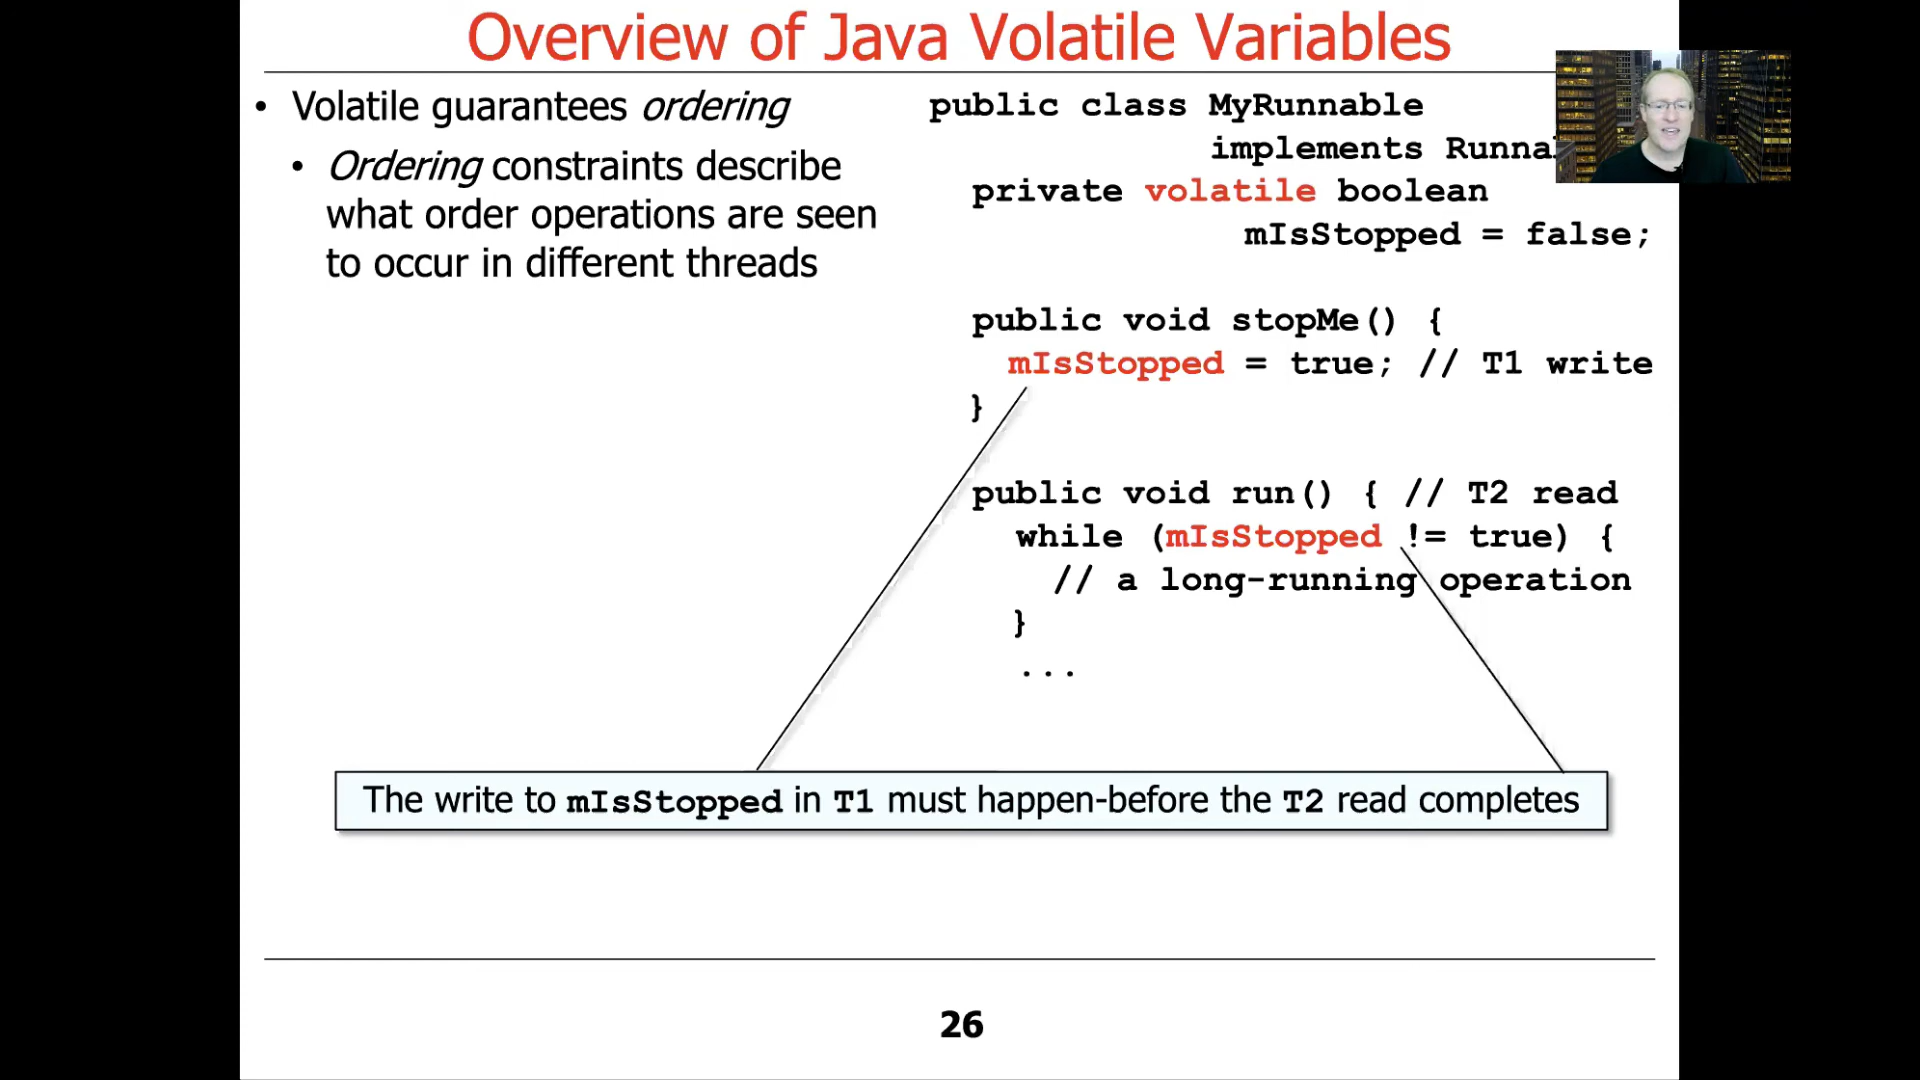 Overview of Java Volatile Variables
• Volatile guarantees ordering
• Ordering constraints describe
what order operations are seen
to occur in different threads
public class MyRunnable
implements
private volatile boolean
mIsStopped = false;
public void stopMe() {
mIsStopped = true; // T1 write
}
public void run() { // T2 read
while (mIsStopped != true) {
// a long-running operation
}
...
The write to mIsStopped in T1 must happen-before the T2 read completes
26